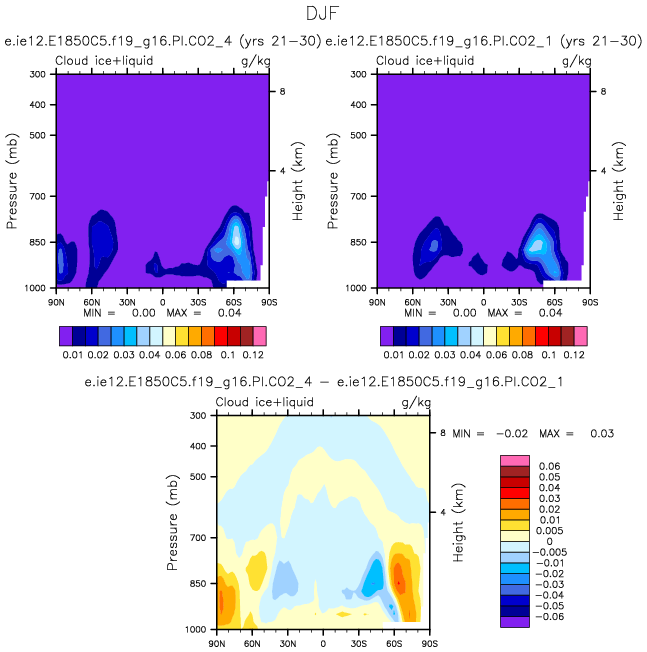 DJF
e.ie12.E1850C5.f19_g16.PI.CO2_4 (yrs 21-30) e.ie12.E1850C5.f19_g16.PI.CO2_1 (yrs 21-30)
Cloud ice+liquid g/kg Cloud ice+liquid g/kg
300 8 300 8
400 400
500 500
4 4
700 700
850 850
1000 1000
Pressure (mb) Height (km) Pressure (mb) Height (km)
90N 60N 30N 0 30S 60S 90S 90N 60N 30N 0 30S 60S 90S
MIN = 0.00 MAX = 0.04 MIN = 0.00 MAX = 0.04
0.01 0.02 0.03 0.04 0.06 0.08 0.1 0.12 0.01 0.02 0.03 0.04 0.06 0.08 0.1 0.12
e.ie12.E1850C5.f19_g16.PI.CO2_4 - e.ie12.E1850C5.f19_g16.PI.CO2_1
Cloud ice+liquid g/kg
MIN = -0.02 MAX = 0.03
300 8
400
500
4
700
850
1000
Pressure (mb) Height (km)
90N 60N 30N 0 30S 60S 90S
0.06
0.05
0.04
0.03
0.02
0.01
0.005
0
-0.005
-0.01
-0.02
-0.03
-0.04
-0.05
-0.06